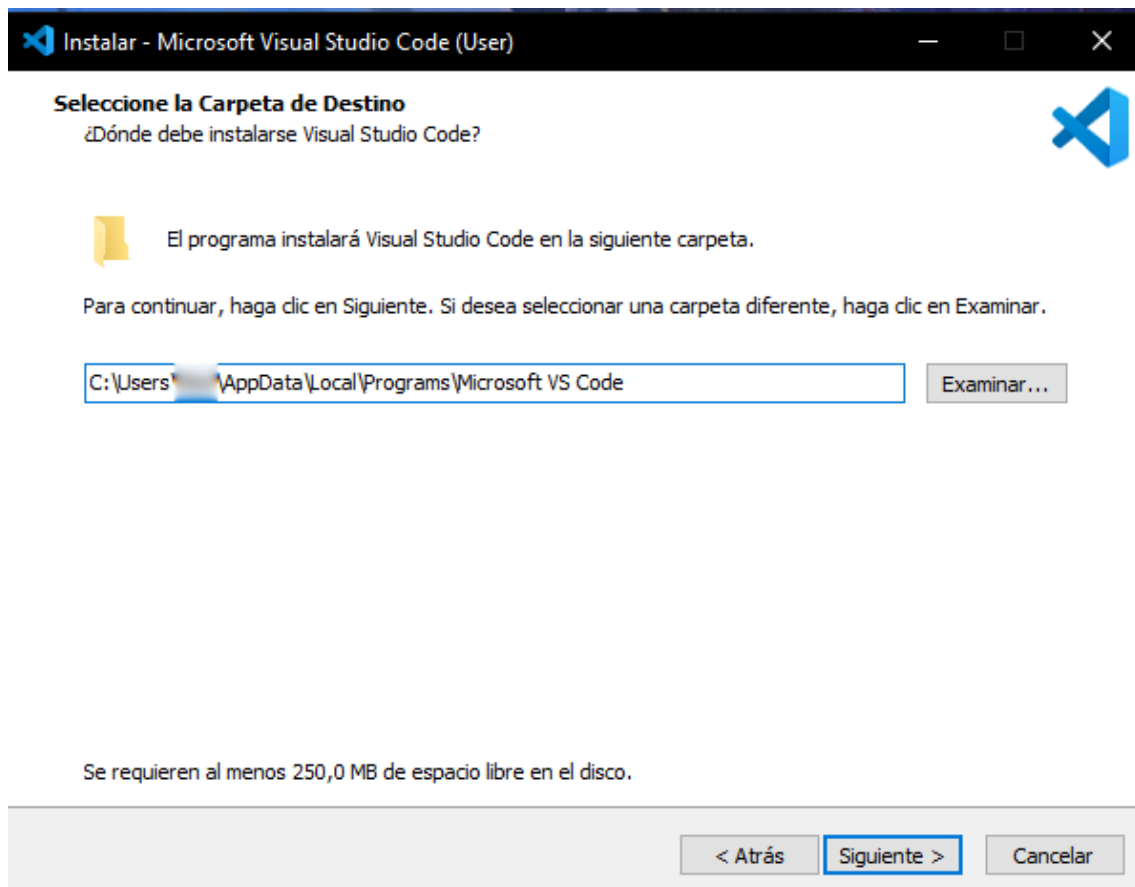 Instalar - Microsoft Visual Studio Code (User)
Seleccione la Carpeta de Destino
¿Dónde debe instalarse Visual Studio Code?
El programa instalará Visual Studio Code en la siguiente carpeta.
Para continuar, haga clic en Siguiente. Si desea seleccionar una carpeta diferente, haga clic en Examinar.
C:\Users\ \AppData\Local\Programs\Microsoft VS Code
Examinar...
Se requieren al menos 250,0 MB de espacio libre en el disco.
< Atrás
Siguiente >
Cancelar